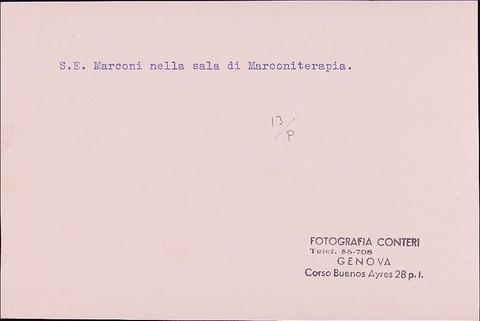 S.E. Marconi nella sala di Marconiterapia.
13/P
FOTOGRAFIA CONTERI
Telef. 55-708
GENOVA
Corso Buenos Ayres 28 p.t.